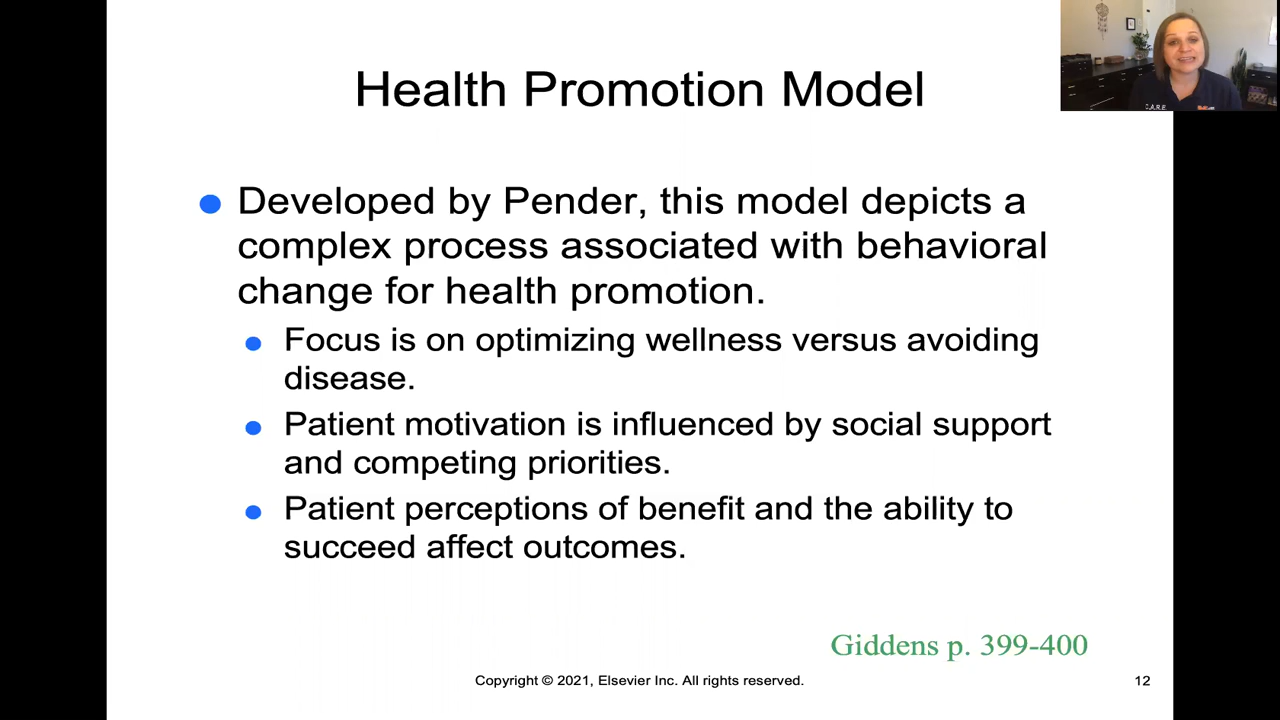 Health Promotion Model
Developed by Pender, this model depicts a
complex process associated with behavioral
change for health promotion.
Focus is on optimizing wellness versus avoiding
disease.
Patient motivation is influenced by social support
and competing priorities.
Patient perceptions of benefit and the ability to
succeed affect outcomes.
Giddens p. 399-400
Copyright © 2021, Elsevier Inc. All rights reserved.
12
C.A.R.E